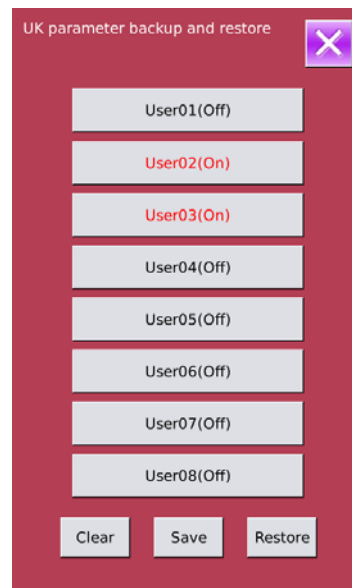 UK parameter backup and restore
User01(Off)
User02(On)
User03(On)
User04(Off)
User05(Off)
User06(Off)
User07(Off)
User08(Off)
Clear Save Restore